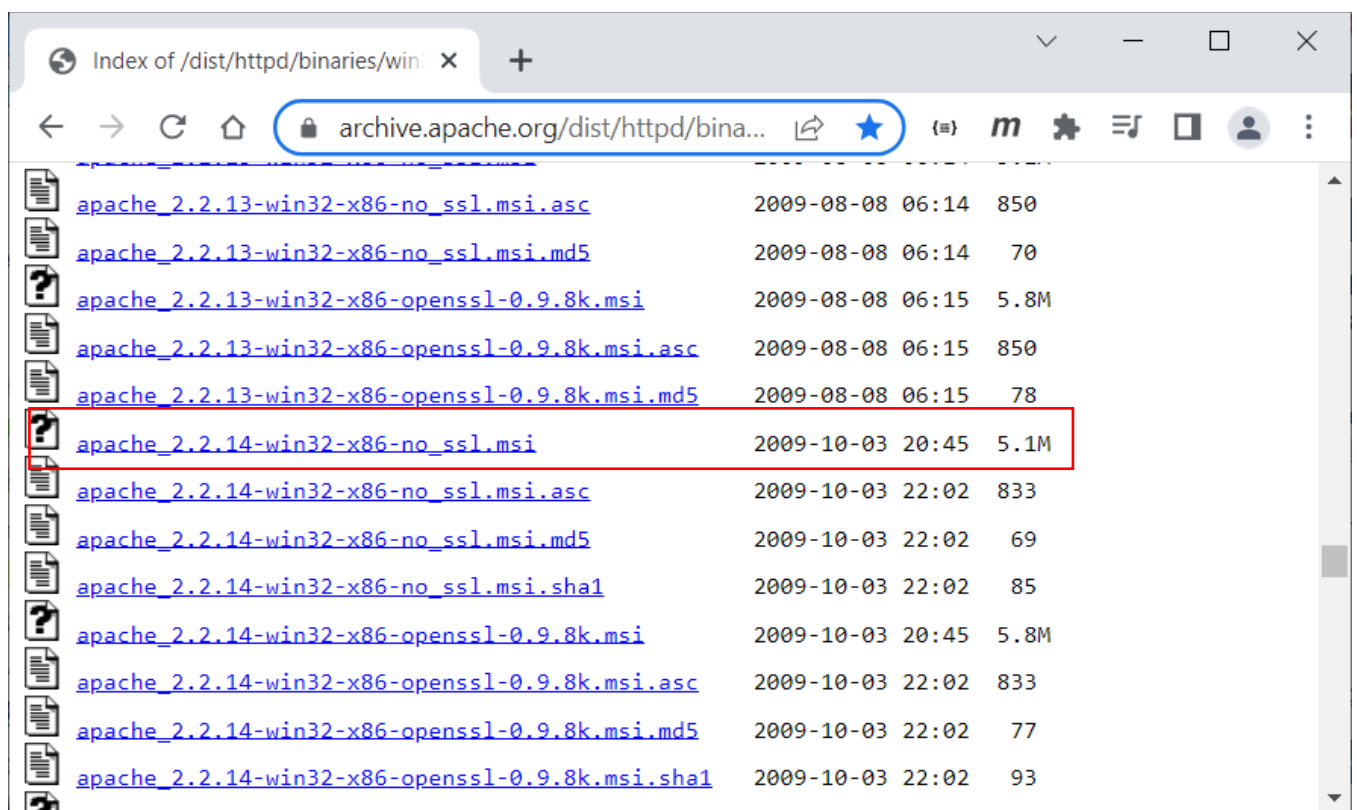 Index of /dist/httpd/binaries/win
archive.apache.org/dist/httpd/bina...
apache_2.2.13-win32-x86-no_ssl.msi.asc 2009-08-08 06:14 850
apache_2.2.13-win32-x86-no_ssl.msi.md5 2009-08-08 06:14 70
apache_2.2.13-win32-x86-openssl-0.9.8k.msi 2009-08-08 06:15 5.8M
apache_2.2.13-win32-x86-openssl-0.9.8k.msi.asc 2009-08-08 06:15 850
apache_2.2.13-win32-x86-openssl-0.9.8k.msi.md5 2009-08-08 06:15 78
apache_2.2.14-win32-x86-no_ssl.msi 2009-10-03 20:45 5.1M
apache_2.2.14-win32-x86-no_ssl.msi.asc 2009-10-03 22:02 833
apache_2.2.14-win32-x86-no_ssl.msi.md5 2009-10-03 22:02 69
apache_2.2.14-win32-x86-no_ssl.msi.sha1 2009-10-03 22:02 85
apache_2.2.14-win32-x86-openssl-0.9.8k.msi 2009-10-03 20:45 5.8M
apache_2.2.14-win32-x86-openssl-0.9.8k.msi.asc 2009-10-03 22:02 833
apache_2.2.14-win32-x86-openssl-0.9.8k.msi.md5 2009-10-03 22:02 77
apache_2.2.14-win32-x86-openssl-0.9.8k.msi.sha1 2009-10-03 22:02 93